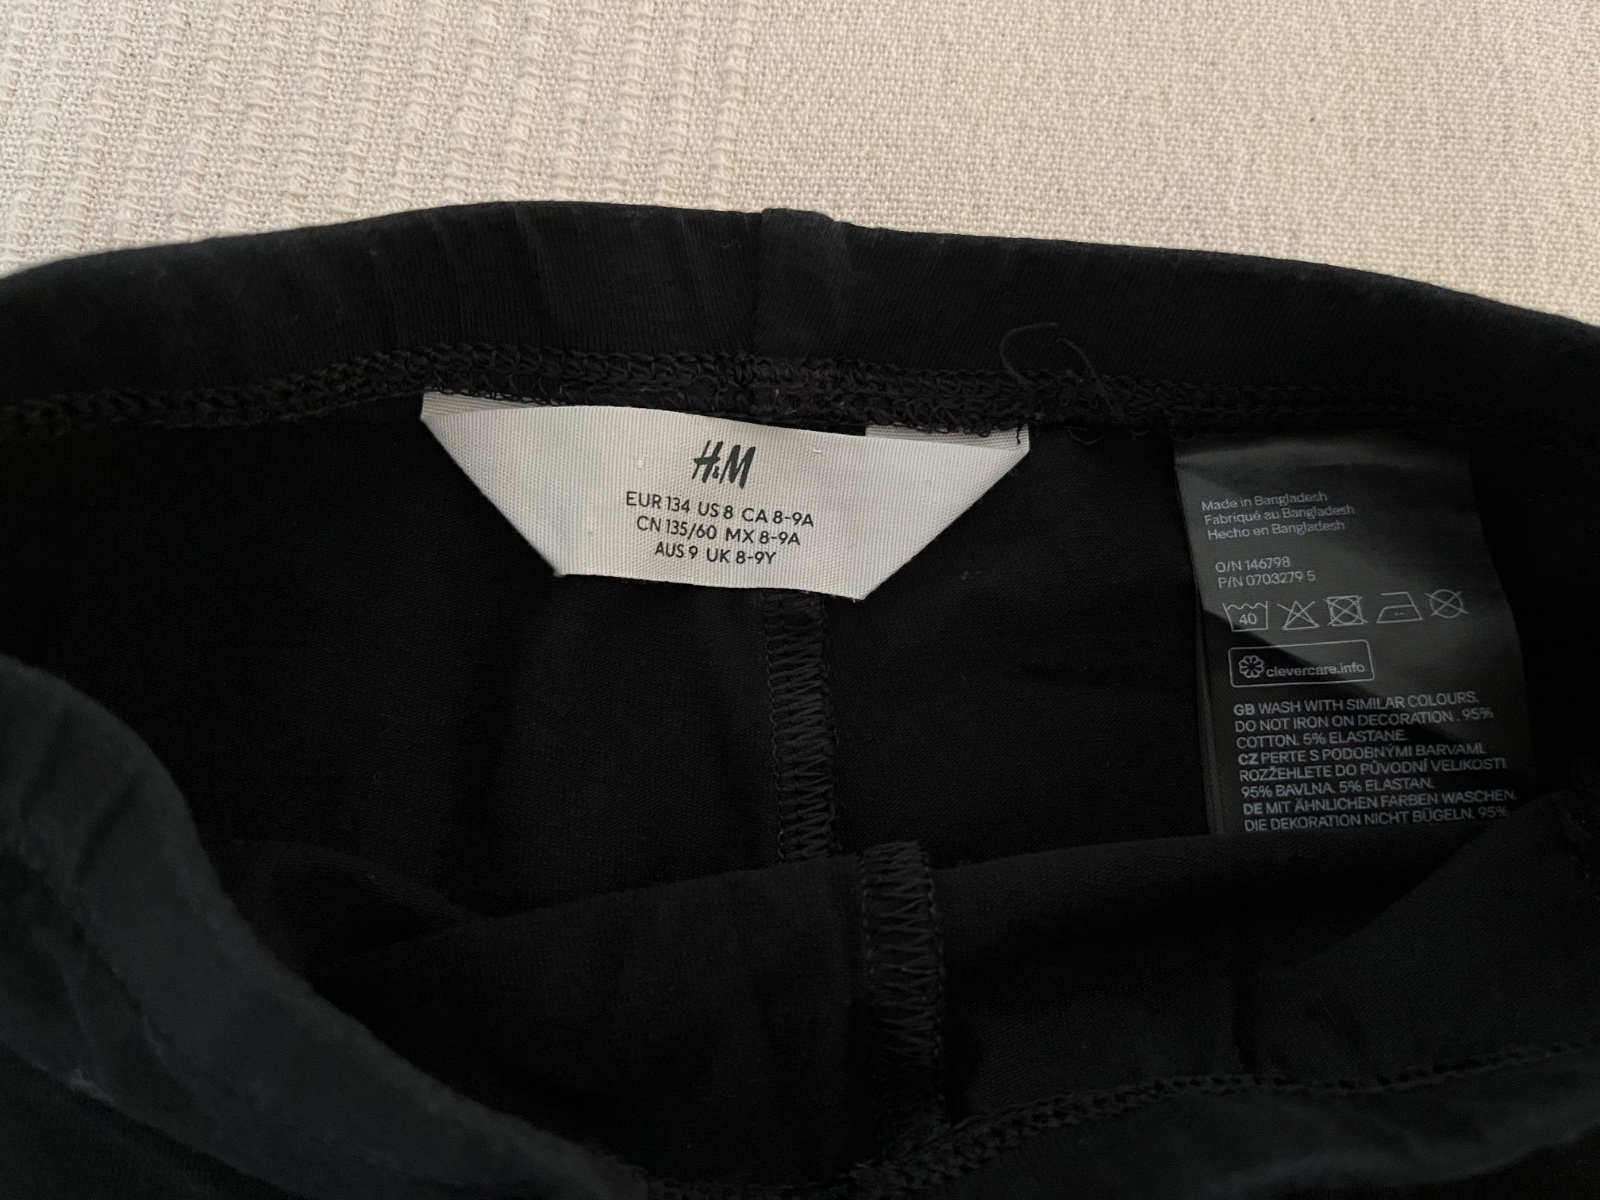 H&M
EUR 134 US 8 CA 8-9A
CN 135/60 MX 8-9A
AUS 9 UK 8-9Y
Made in Bangladesh
Fabriqué au Bangladesh
Hecho en Bangladesh
O/N 146798
P/N 0703279 5
40
clevercare.info
GB WASH WITH SIMILAR COLOURS.
DO NOT IRON ON DECORATION . 95%
COTTON. 5% ELASTANE.
CZ PERTE S PODOBNÝMI BARVAMI.
ROZŽEHLETE DO PŮVODNÍ VELIKOSTI.
95% BAVLNA. 5% ELASTAN.
DE MIT ÄHNLICHEN FARBEN WASCHEN.
DIE DEKORATION NICHT BÜGELN. 95%